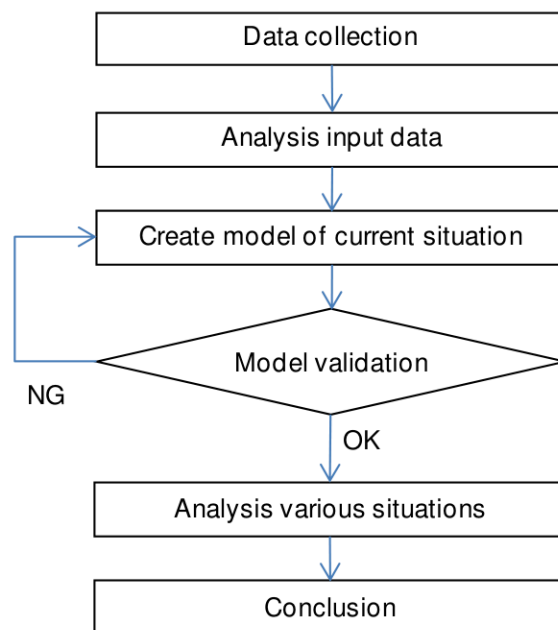 Data collection
Analysis input data
Create model of current situation
Model validation
NG
OK
Analysis various situations
Conclusion